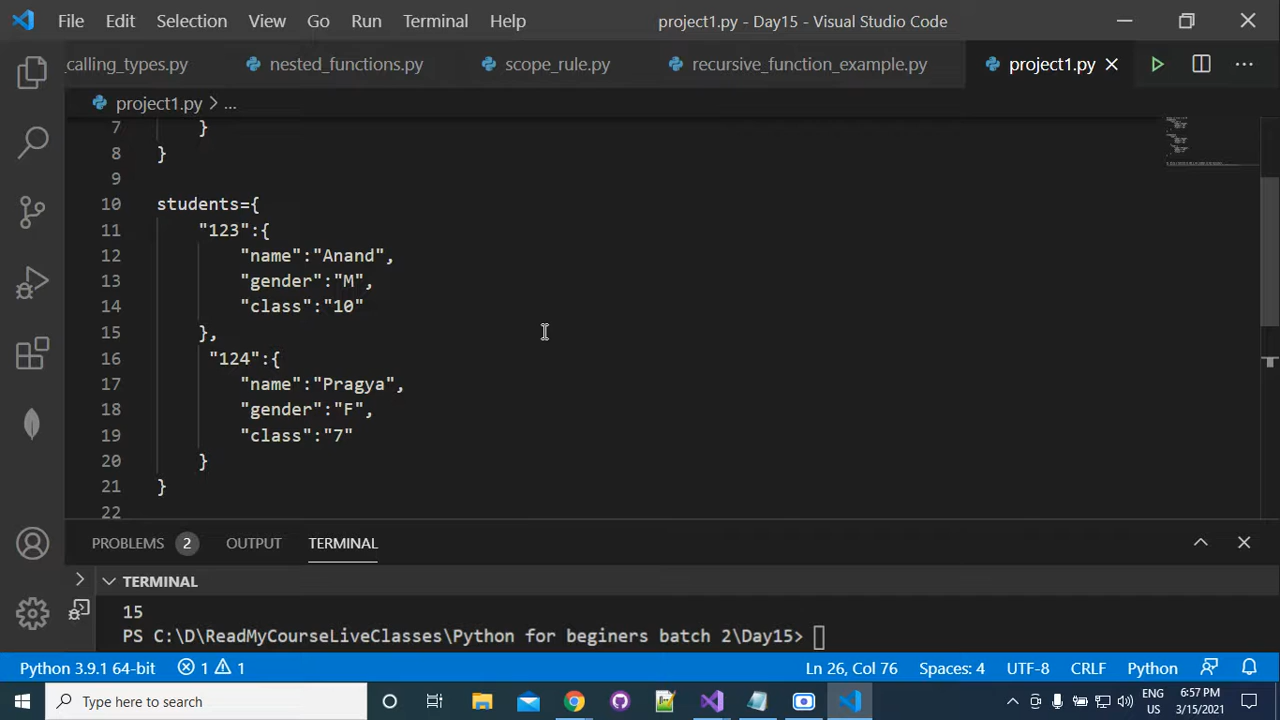 File Edit Selection View Go Run Terminal Help project1.py - Day15 - Visual Studio Code
_calling_types.py nested_functions.py scope_rule.py recursive_function_example.py project1.py
project1.py > ...
7 }
8 }
9
10 students={
11 "123":{
12 "name":"Anand",
13 "gender":"M",
14 "class":"10"
15 },
16 "124":{
17 "name":"Pragya",
18 "gender":"F",
19 "class":"7"
20 }
21 }
22
PROBLEMS 2 OUTPUT TERMINAL
TERMINAL
15
PS C:\D\ReadMyCourseLiveClasses\Python for beginers batch 2\Day15>
Python 3.9.1 64-bit 1 1 Ln 26, Col 76 Spaces: 4 UTF-8 CRLF Python
Type here to search ENG 6:57 PM
US 3/15/2021